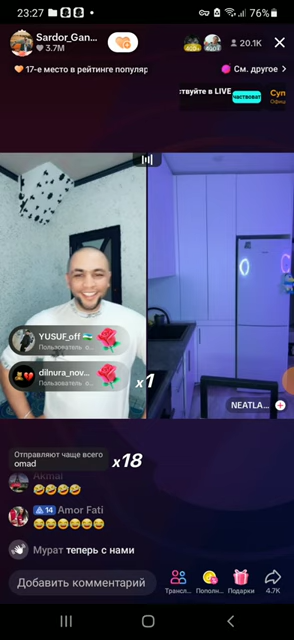 23:27
76%
Sardor_Gan...
3.7M
20.1K
17-е место в рейтинге популяр
См. другое >
ствуйте в LIVE
частвоват
Суп
YUSUF_off 🇺🇿
Пользователь о...
dilnura_nov...
Пользователь о...
x1
NEATLA...
Отправляют чаще всего
omad
x18
Akmal
🤣🤣🤣🤣
14 Amor Fati
😂😂😂😂😂😂
Мурат теперь с нами
Добавить комментарий
Трансл...
Пополн...
Подарки
4.7K